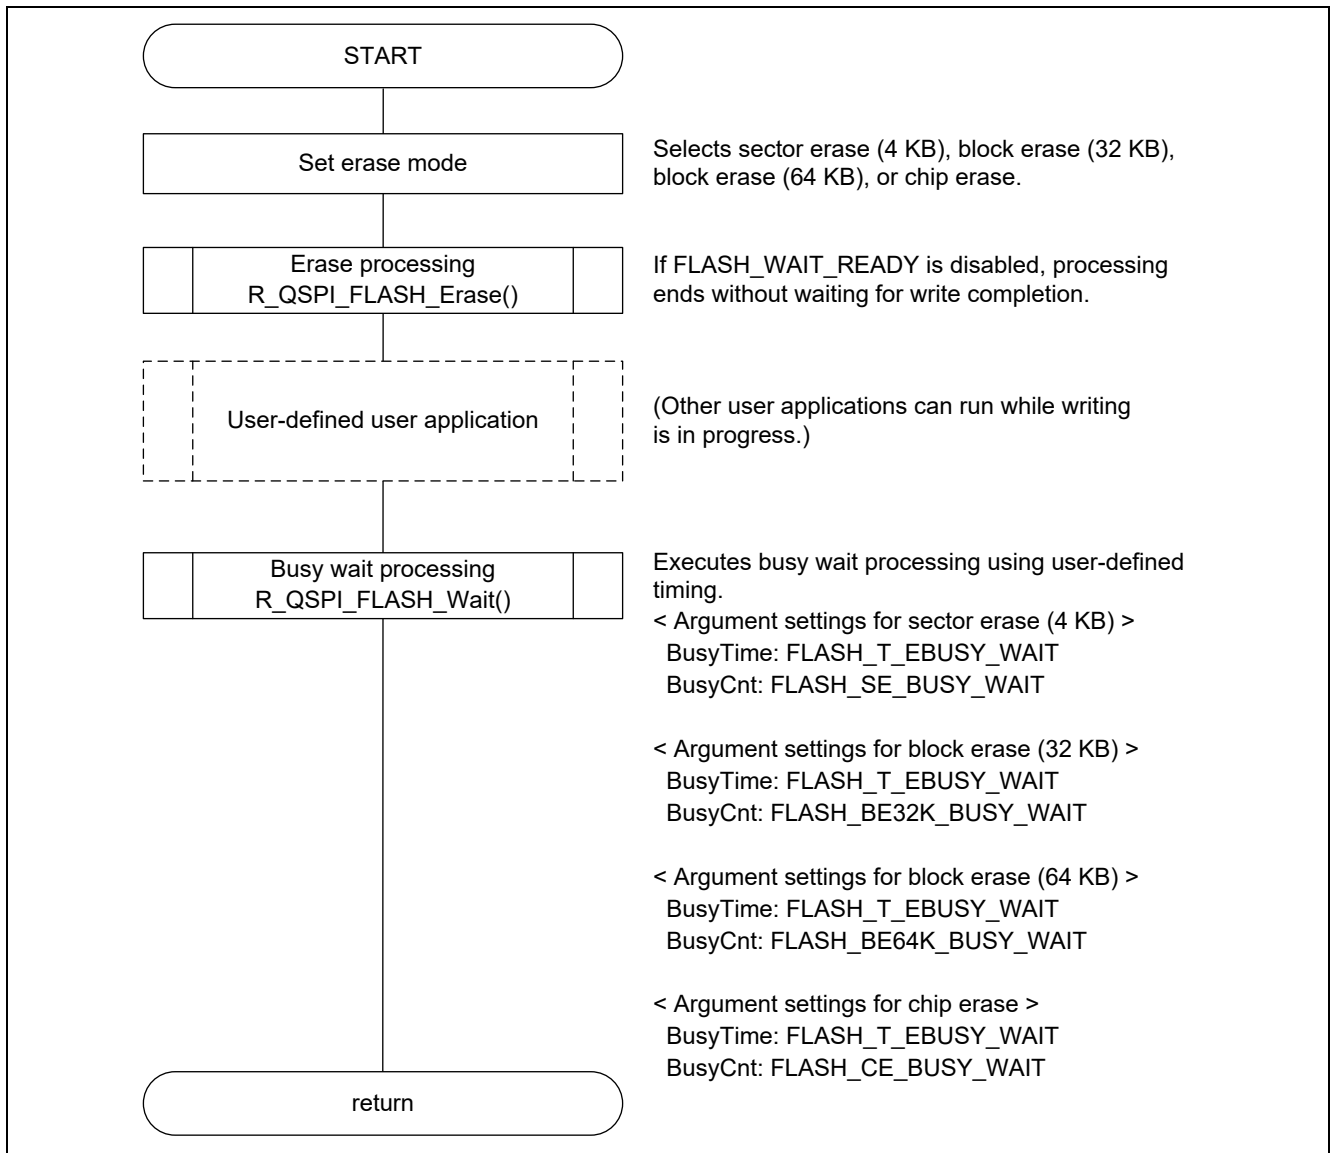 START
Set erase mode
Selects sector erase (4 KB), block erase (32 KB),
block erase (64 KB), or chip erase.
Erase processing
R_QSPI_FLASH_Erase()
If FLASH_WAIT_READY is disabled, processing
ends without waiting for write completion.
User-defined user application
(Other user applications can run while writing
is in progress.)
Busy wait processing
R_QSPI_FLASH_Wait()
Executes busy wait processing using user-defined
timing.
< Argument settings for sector erase (4 KB) >
BusyTime: FLASH_T_EBUSY_WAIT
BusyCnt: FLASH_SE_BUSY_WAIT
< Argument settings for block erase (32 KB) >
BusyTime: FLASH_T_EBUSY_WAIT
BusyCnt: FLASH_BE32K_BUSY_WAIT
< Argument settings for block erase (64 KB) >
BusyTime: FLASH_T_EBUSY_WAIT
BusyCnt: FLASH_BE64K_BUSY_WAIT
< Argument settings for chip erase >
BusyTime: FLASH_T_EBUSY_WAIT
BusyCnt: FLASH_CE_BUSY_WAIT
return